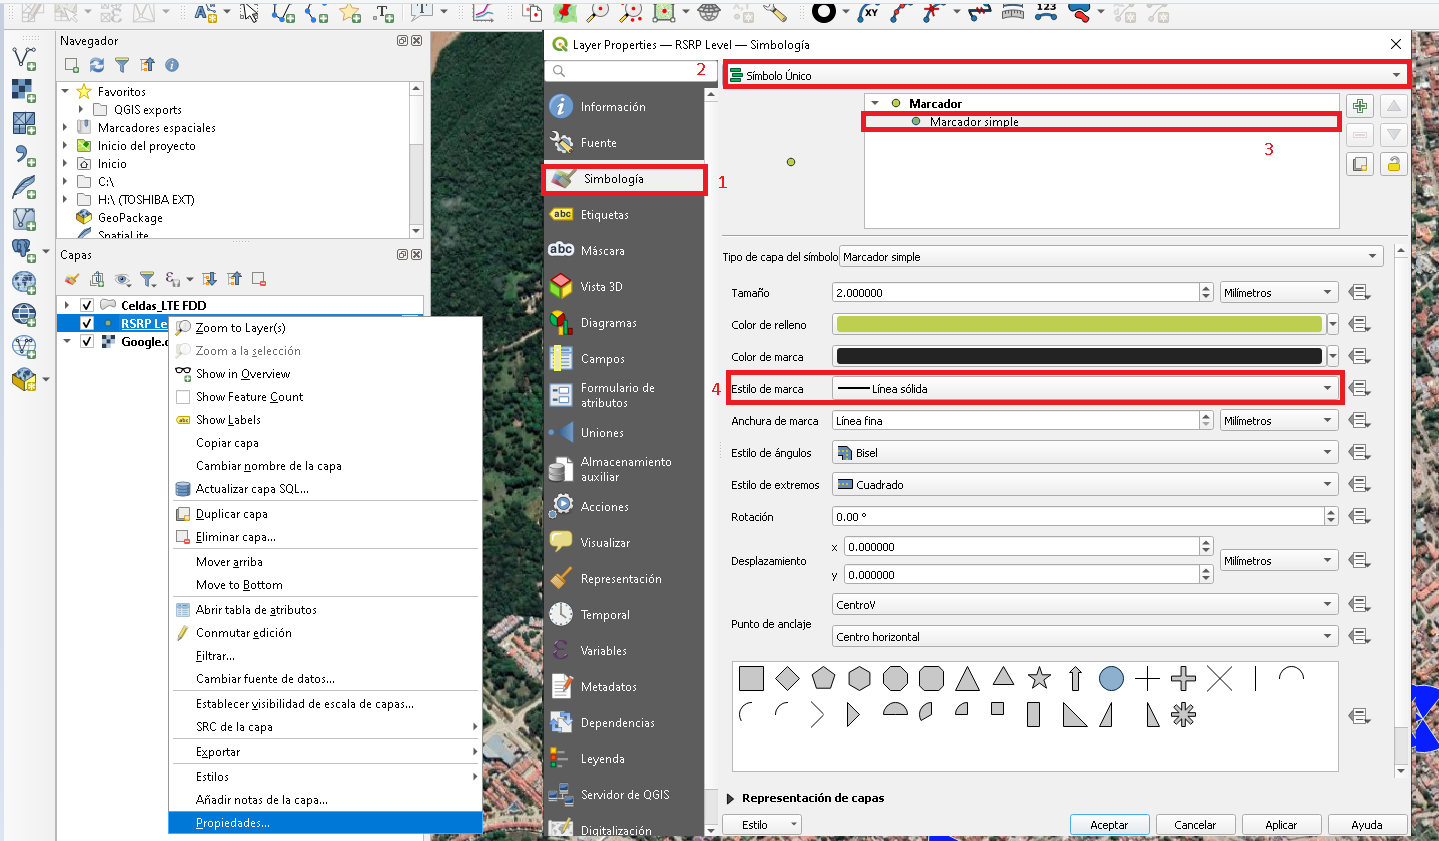 Navegador
Favoritos
QGIS exports
Marcadores espaciales
Inicio del proyecto
Inicio
C:\
H:\ (TOSHIBA EXT)
GeoPackage
SpatiaLite
Capas
Celdas_LTE FDD
RSRP Le
Google.
Zoom to Layer(s)
Zoom a la selección
Show in Overview
Show Feature Count
Show Labels
Copiar capa
Cambiar nombre de la capa
Actualizar capa SQL...
Duplicar capa
Eliminar capa...
Mover arriba
Move to Bottom
Abrir tabla de atributos
Conmutar edición
Filtrar...
Cambiar fuente de datos...
Establecer visibilidad de escala de capas...
SRC de la capa
Exportar
Estilos
Añadir notas de la capa...
Propiedades...
Layer Properties — RSRP Level — Simbología
2
Símbolo Único
Información
Fuente
Simbología
1
abc Etiquetas
abc Máscara
Vista 3D
Diagramas
Campos
Formulario de
atributos
Uniones
Almacenamiento
auxiliar
Acciones
Visualizar
Representación
Temporal
Variables
Metadatos
Dependencias
Leyenda
Servidor de QGIS
Digitalización
Marcador
Marcador simple
3
Tipo de capa del símbolo Marcador simple
Tamaño 2.000000 Milímetros
Color de relleno
Color de marca
4 Estilo de marca Línea sólida
Anchura de marca Línea fina Milímetros
Estilo de ángulos Bisel
Estilo de extremos Cuadrado
Rotación 0.00 °
Desplazamiento
x 0.000000
y 0.000000
Milímetros
Punto de anclaje
CentroV
Centro horizontal
Representación de capas
Estilo Aceptar Cancelar Aplicar Ayuda
XY
123